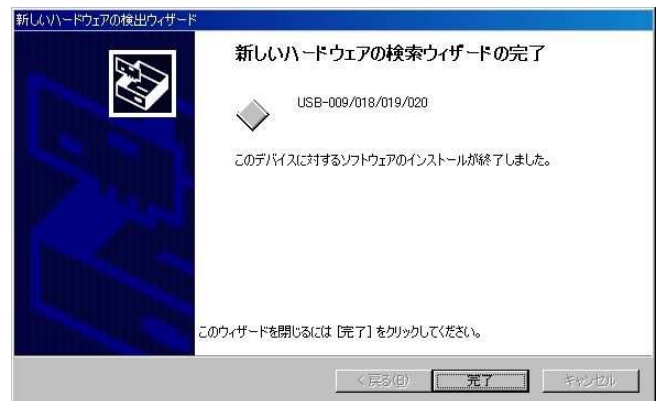 新しいハードウェアの検出ウィザード
新しいハードウェアの検索ウィザードの完了
USB-009/018/019/020
このデバイスに対するソフトウェアのインストールが終了しました。
このウィザードを閉じるには [完了] をクリックしてください。
< 戻る(B)
完了
キャンセル